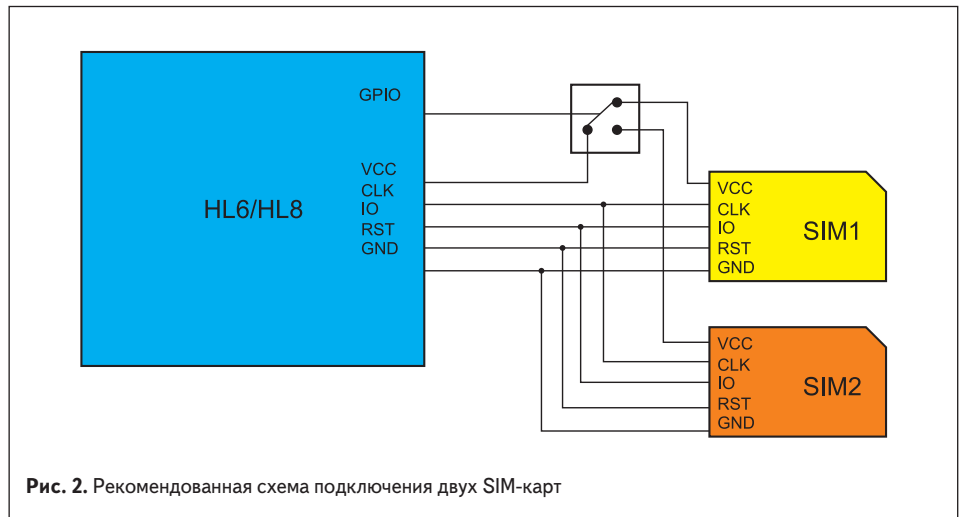 GPIO
VCC
CLK
IO
RST
GND
HL6/HL8
VCC
CLK
IO
RST
GND
SIM1
VCC
CLK
IO
RST
GND
SIM2
Рис. 2. Рекомендованная схема подключения двух SIM-карт